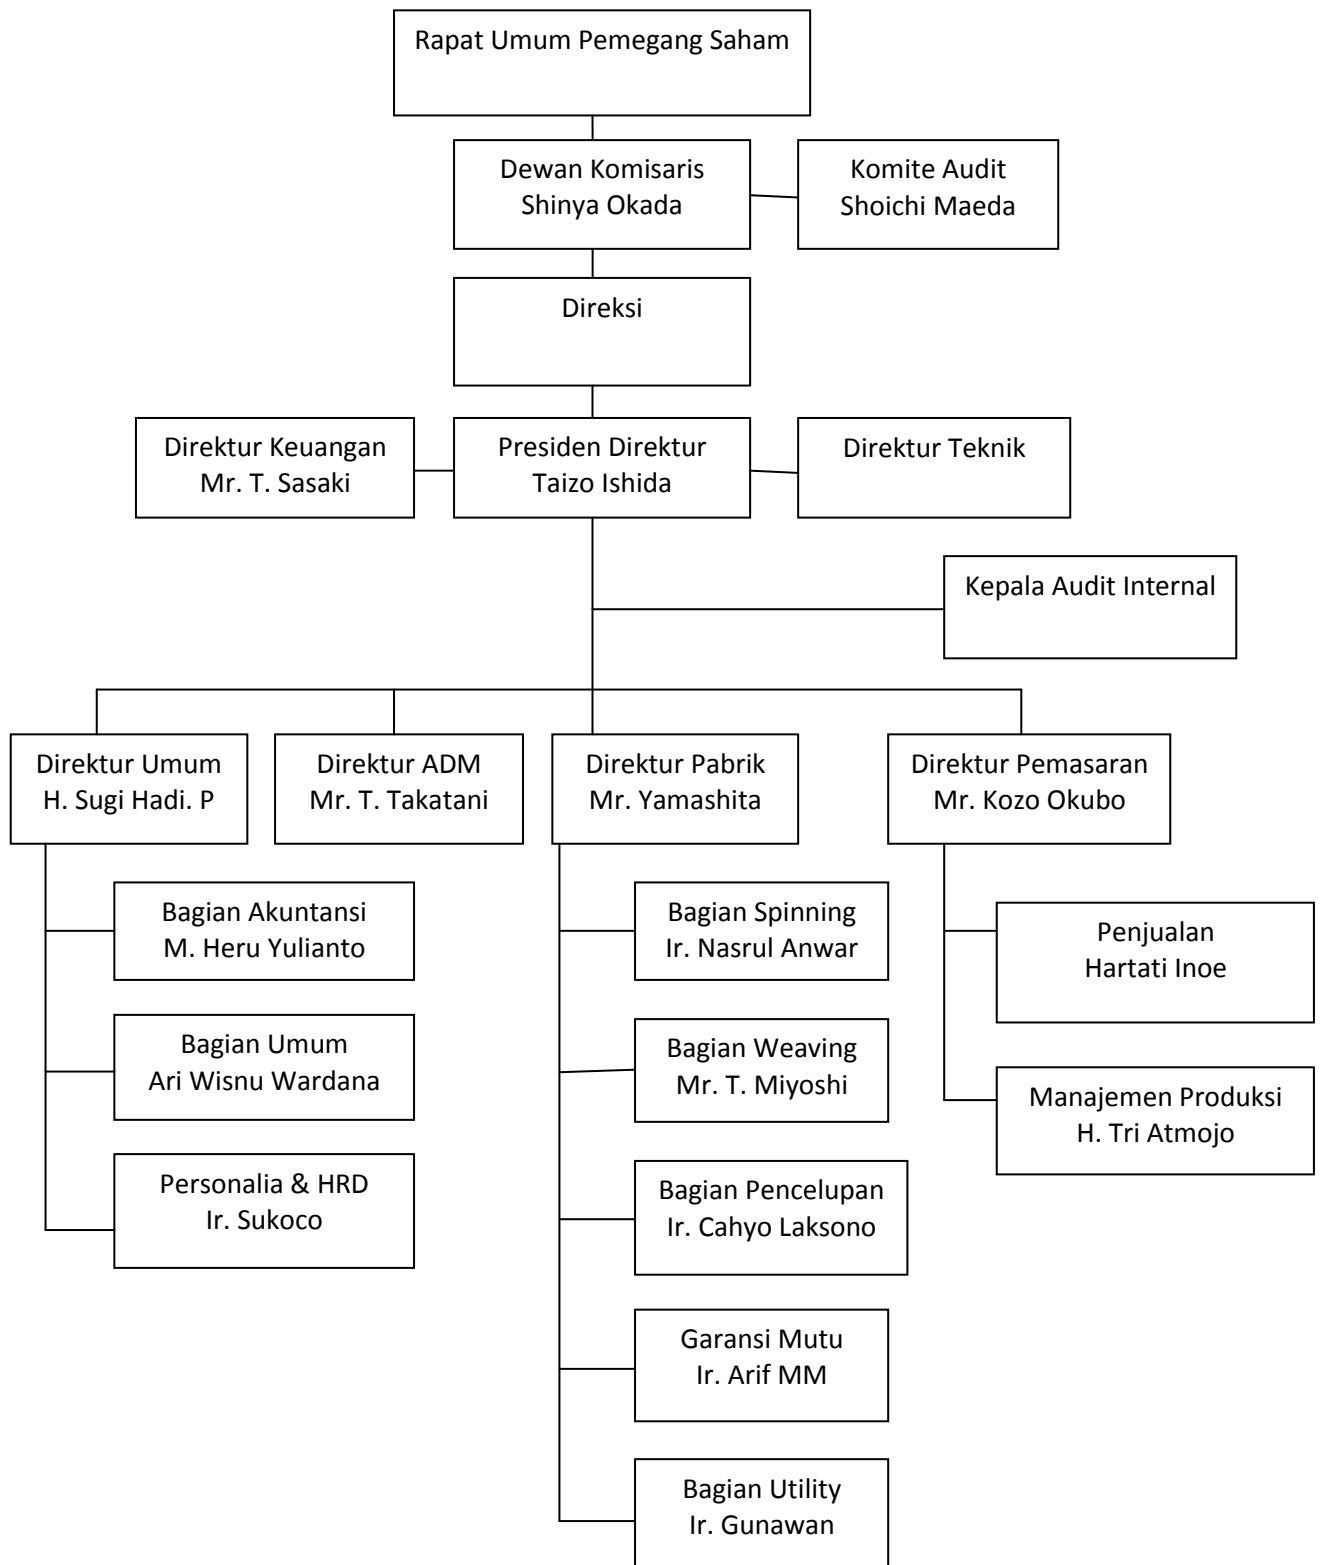 Rapat Umum Pemegang Saham
Dewan Komisaris
Shinya Okada
Komite Audit
Shoichi Maeda
Direksi
Direktur Keuangan
Mr. T. Sasaki
Presiden Direktur
Taizo Ishida
Direktur Teknik
Kepala Audit Internal
Direktur Umum
H. Sugi Hadi. P
Direktur ADM
Mr. T. Takatani
Direktur Pabrik
Mr. Yamashita
Direktur Pemasaran
Mr. Kozo Okubo
Bagian Akuntansi
M. Heru Yulianto
Bagian Umum
Ari Wisnu Wardana
Personalia & HRD
Ir. Sukoco
Bagian Spinning
Ir. Nasrul Anwar
Bagian Weaving
Mr. T. Miyoshi
Bagian Pencelupan
Ir. Cahyo Laksono
Garansi Mutu
Ir. Arif MM
Bagian Utility
Ir. Gunawan
Penjualan
Hartati Inoe
Manajemen Produksi
H. Tri Atmojo